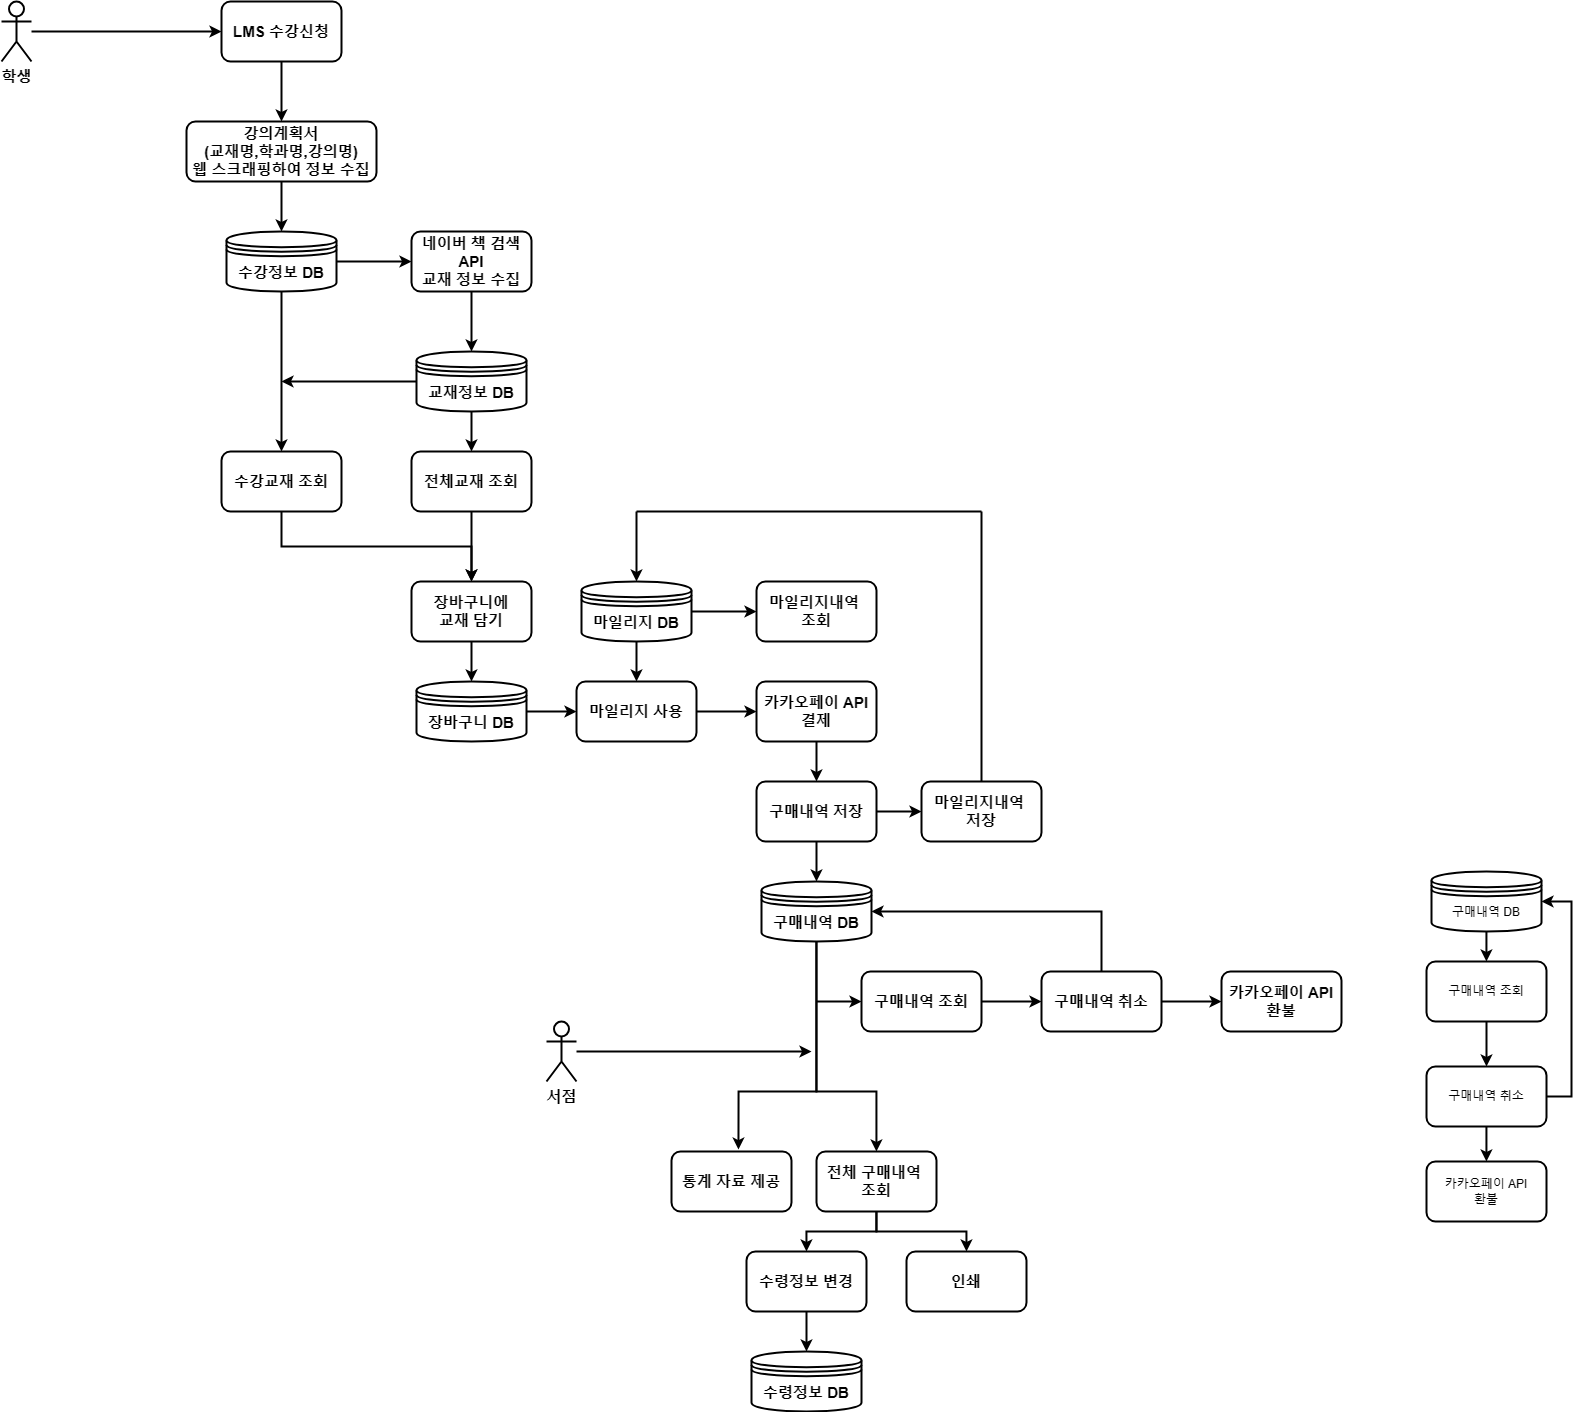 학생
LMS 수강신청
강의계획서
(교재명,학과명,강의명)
웹 스크래핑하여 정보 수집
수강정보 DB
네이버 책 검색
API
교재 정보 수집
교재정보 DB
수강교재 조회
전체교재 조회
장바구니에
교재 담기
마일리지 DB
마일리지내역
조회
장바구니 DB
마일리지 사용
카카오페이 API
결제
구매내역 저장
마일리지내역
저장
구매내역 DB
구매내역 조회
구매내역 취소
카카오페이 API
환불
서점
통계 자료 제공
전체 구매내역
조회
수령정보 변경
인쇄
수령정보 DB
구매내역 DB
구매내역 조회
구매내역 취소
카카오페이 API
환불